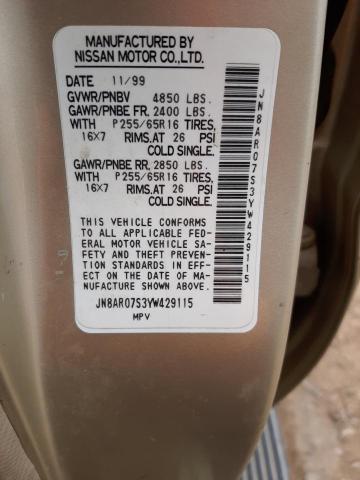 MANUFACTURED BY
NISSAN MOTOR CO.,LTD.
DATE 11/99
GVWR/PNBV 4850 LBS.
GAWR/PNBE FR. 2400 LBS.
WITH P255/65R16 TIRES,
16X7 RIMS.AT 26 PSI
COLD SINGLE.
GAWR/PNBE RR. 2850 LBS.
WITH P255/65R16 TIRES,
16X7 RIMS.AT 26 PSI
COLD SINGLE.
THIS VEHICLE CONFORMS
TO ALL APPLICABLE FED-
ERAL MOTOR VEHICLE SA-
FETY AND THEFT PREVEN-
TION STANDARDS IN EFF-
ECT ON THE DATE OF MA-
NUFACTURE SHOWN ABOVE.
JN8AR07S3YW429115
MPV
JN8AR07S3YW429115